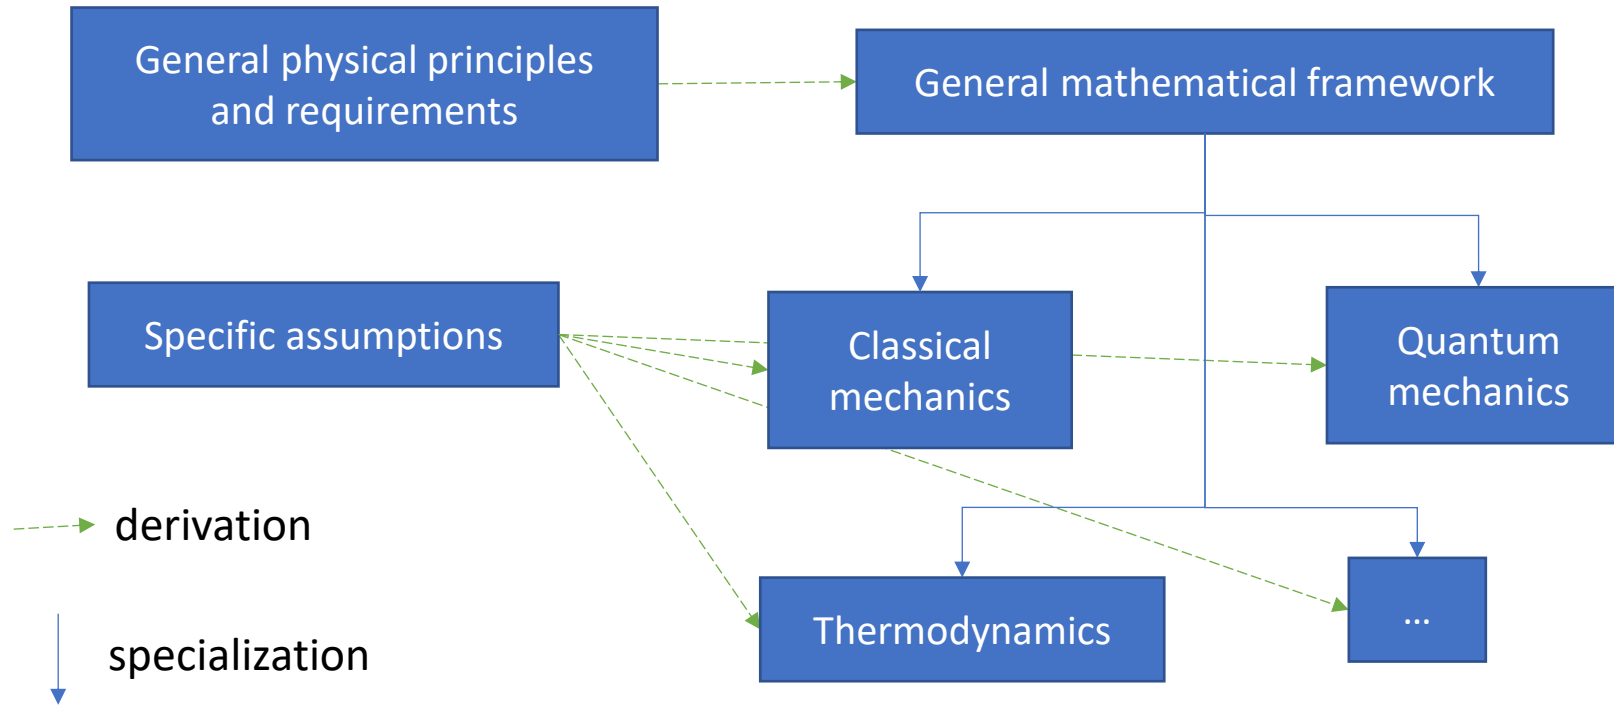 General physical principles
and requirements
General mathematical framework
Specific assumptions
Classical
mechanics
Quantum
mechanics
derivation
Thermodynamics
...
specialization